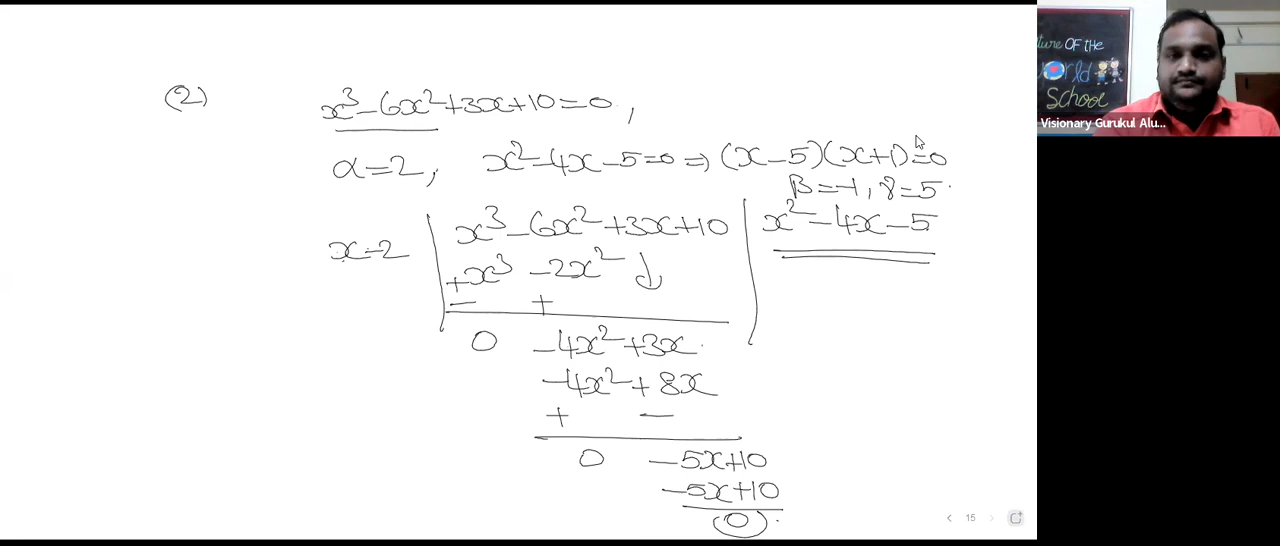 (2) x³ - 6x² + 3x + 10 = 0,
α = 2, x² - 4x - 5 = 0 ⇒ (x - 5)(x + 1) = 0
β = -1, γ = 5.
x - 2 | x³ - 6x² + 3x + 10 | x² - 4x - 5
+x³ - 2x² ↓
- +
0 -4x² + 3x.
-4x² + 8x
+ -
0 -5x + 10
-5x + 10
(0).
< 15 >
ture OF tHe
World
School
Visionary Gurukul Alu...